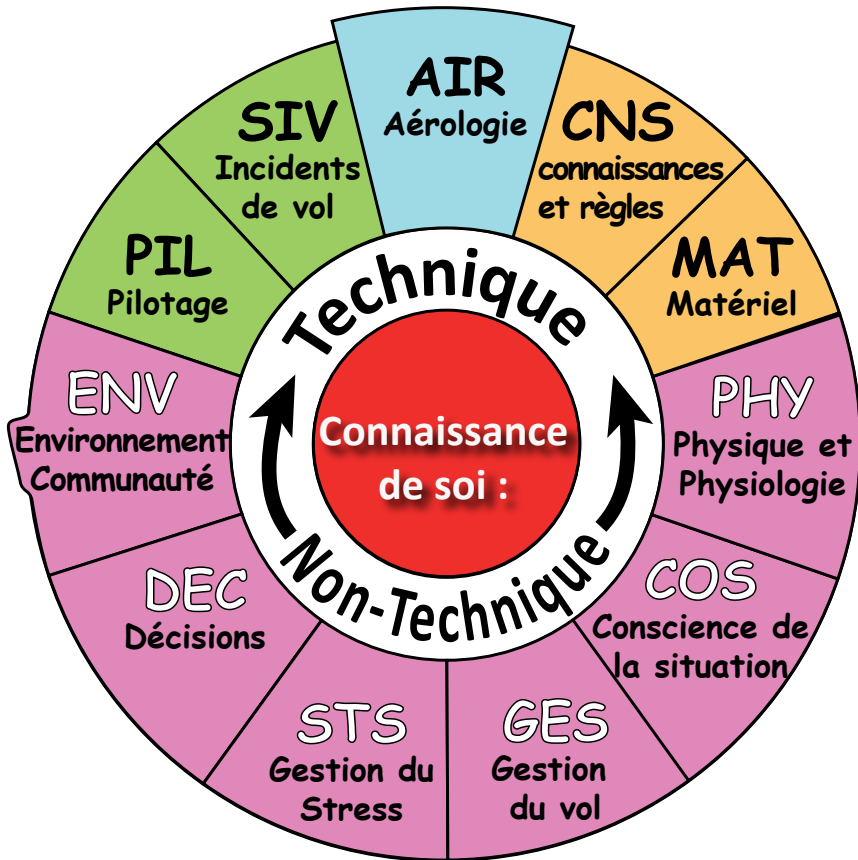 AIR
Aérologie
CNS
connaissances
et règles
MAT
Matériel
PHY
Physique et
Physiologie
COS
Conscience de
la situation
GES
Gestion
du vol
STS
Gestion du
Stress
DEC
Décisions
ENV
Environnement
Communauté
PIL
Pilotage
SIV
Incidents
de vol
Technique
Connaissance
de soi :
Non-Technique